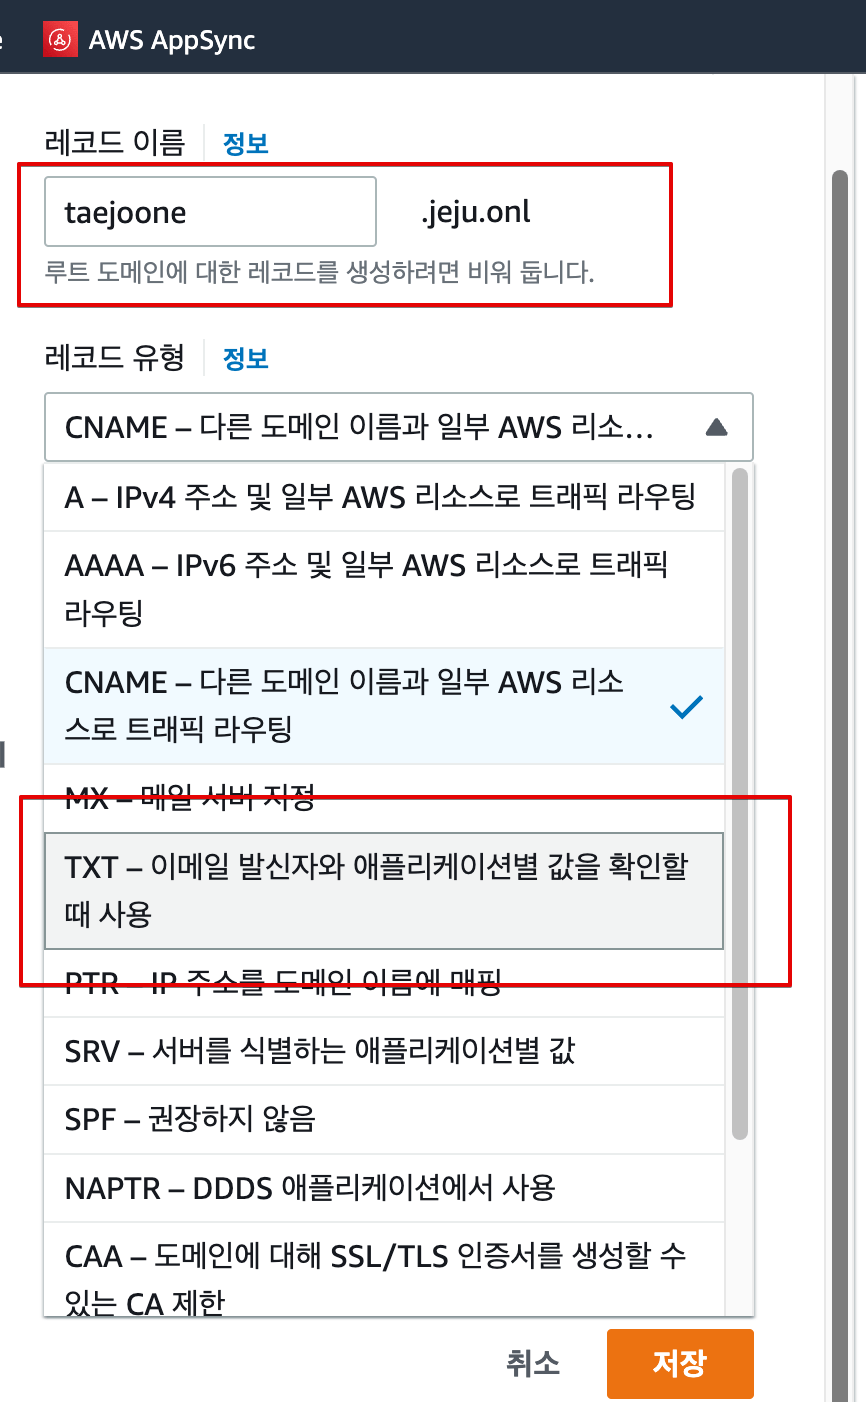 AWS AppSync
레코드 이름 정보
taejoone .jeju.onl
루트 도메인에 대한 레코드를 생성하려면 비워 둡니다.
레코드 유형 정보
CNAME – 다른 도메인 이름과 일부 AWS 리소...
A – IPv4 주소 및 일부 AWS 리소스로 트래픽 라우팅
AAAA – IPv6 주소 및 일부 AWS 리소스로 트래픽
라우팅
CNAME – 다른 도메인 이름과 일부 AWS 리소
스로 트래픽 라우팅
MX – 메일 서버 지정
TXT – 이메일 발신자와 애플리케이션별 값을 확인할
때 사용
PTR – IP 주소를 도메인 이름에 매핑
SRV – 서버를 식별하는 애플리케이션별 값
SPF – 권장하지 않음
NAPTR – DDDS 애플리케이션에서 사용
CAA – 도메인에 대해 SSL/TLS 인증서를 생성할 수
있는 CA 제한
취소 저장